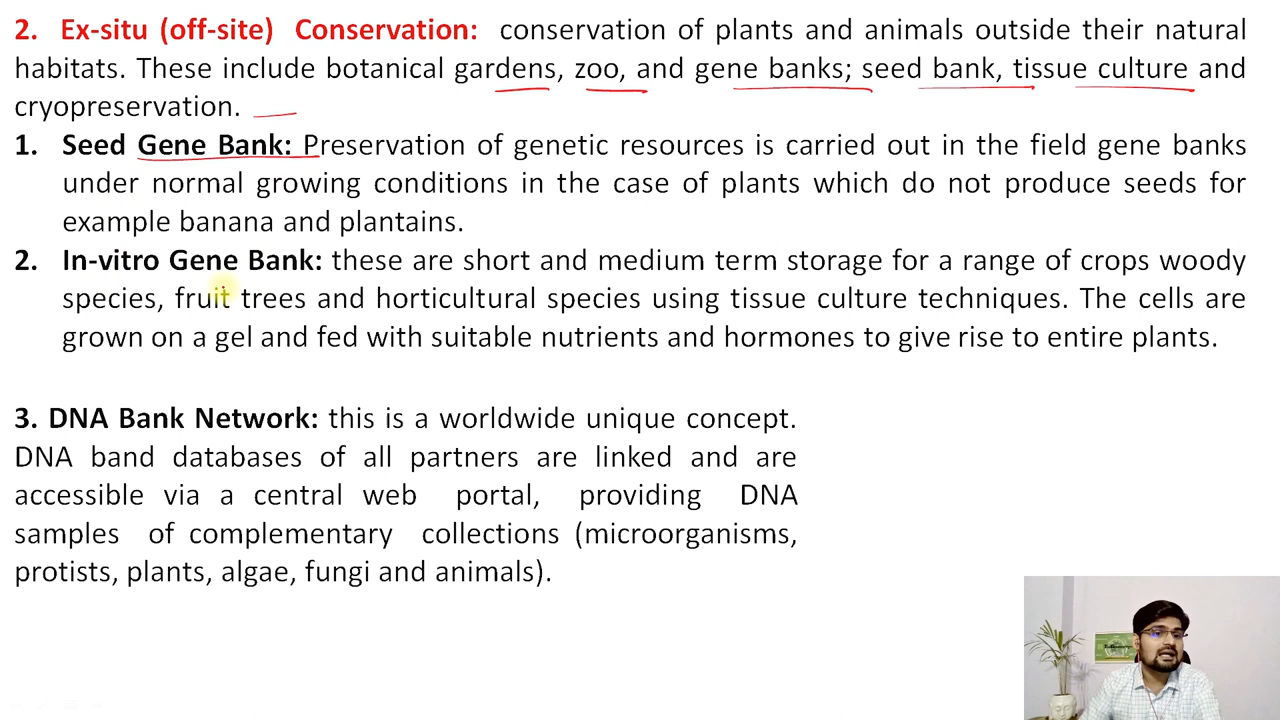 2. Ex-situ (off-site) Conservation: conservation of plants and animals outside their natural
habitats. These include botanical gardens, zoo, and gene banks; seed bank, tissue culture and
cryopreservation.
1. Seed Gene Bank: Preservation of genetic resources is carried out in the field gene banks
under normal growing conditions in the case of plants which do not produce seeds for
example banana and plantains.
2. In-vitro Gene Bank: these are short and medium term storage for a range of crops woody
species, fruit trees and horticultural species using tissue culture techniques. The cells are
grown on a gel and fed with suitable nutrients and hormones to give rise to entire plants.
3. DNA Bank Network: this is a worldwide unique concept.
DNA band databases of all partners are linked and are
accessible via a central web portal, providing DNA
samples of complementary collections (microorganisms,
protists, plants, algae, fungi and animals).